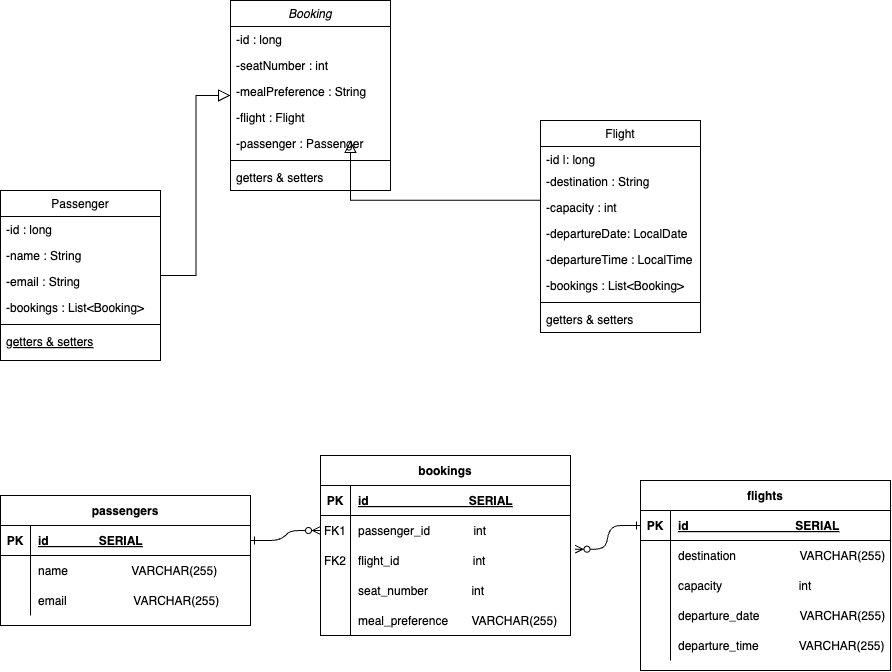 Booking
-id : long
-seatNumber : int
-mealPreference : String
-flight : Flight
-passenger : Passenger
getters & setters
Flight
-id l: long
-destination : String
-capacity : int
-departureDate: LocalDate
-departureTime : LocalTime
-bookings : List<Booking>
getters & setters
Passenger
-id : long
-name : String
-email : String
-bookings : List<Booking>
getters & setters
passengers
PK id SERIAL
name VARCHAR(255)
email VARCHAR(255)
bookings
PK id SERIAL
FK1 passenger_id int
FK2 flight_id int
seat_number int
meal_preference VARCHAR(255)
flights
PK id SERIAL
destination VARCHAR(255)
capacity int
departure_date VARCHAR(255)
departure_time VARCHAR(255)